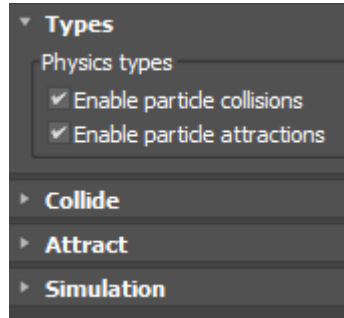 Types
Physics types
Enable particle collisions
Enable particle attractions
Collide
Attract
Simulation